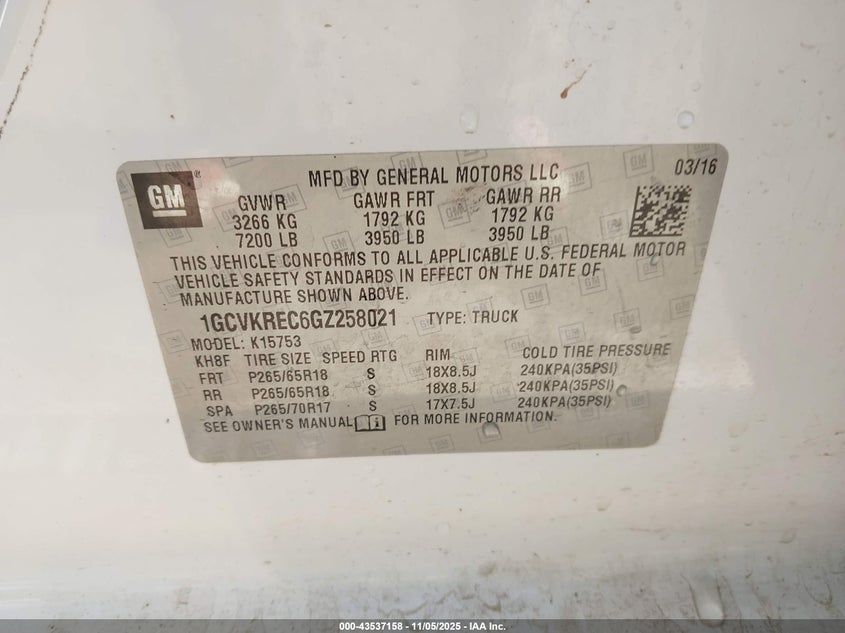 GM ®
MFD BY GENERAL MOTORS LLC 03/16
GVWR GAWR FRT GAWR RR
3266 KG 1792 KG 1792 KG
7200 LB 3950 LB 3950 LB
THIS VEHICLE CONFORMS TO ALL APPLICABLE U.S. FEDERAL MOTOR
VEHICLE SAFETY STANDARDS IN EFFECT ON THE DATE OF
MANUFACTURE SHOWN ABOVE.
1GCVKREC6GZ258021 TYPE: TRUCK
MODEL: K15753
KH8F TIRE SIZE SPEED RTG RIM COLD TIRE PRESSURE
FRT P265/65R18 S 18X8.5J 240KPA(35PSI)
RR P265/65R18 S 18X8.5J 240KPA(35PSI)
SPA P265/70R17 S 17X7.5J 240KPA(35PSI)
SEE OWNER'S MANUAL FOR MORE INFORMATION.
000-43537158 - 11/05/2025 - IAA Inc.